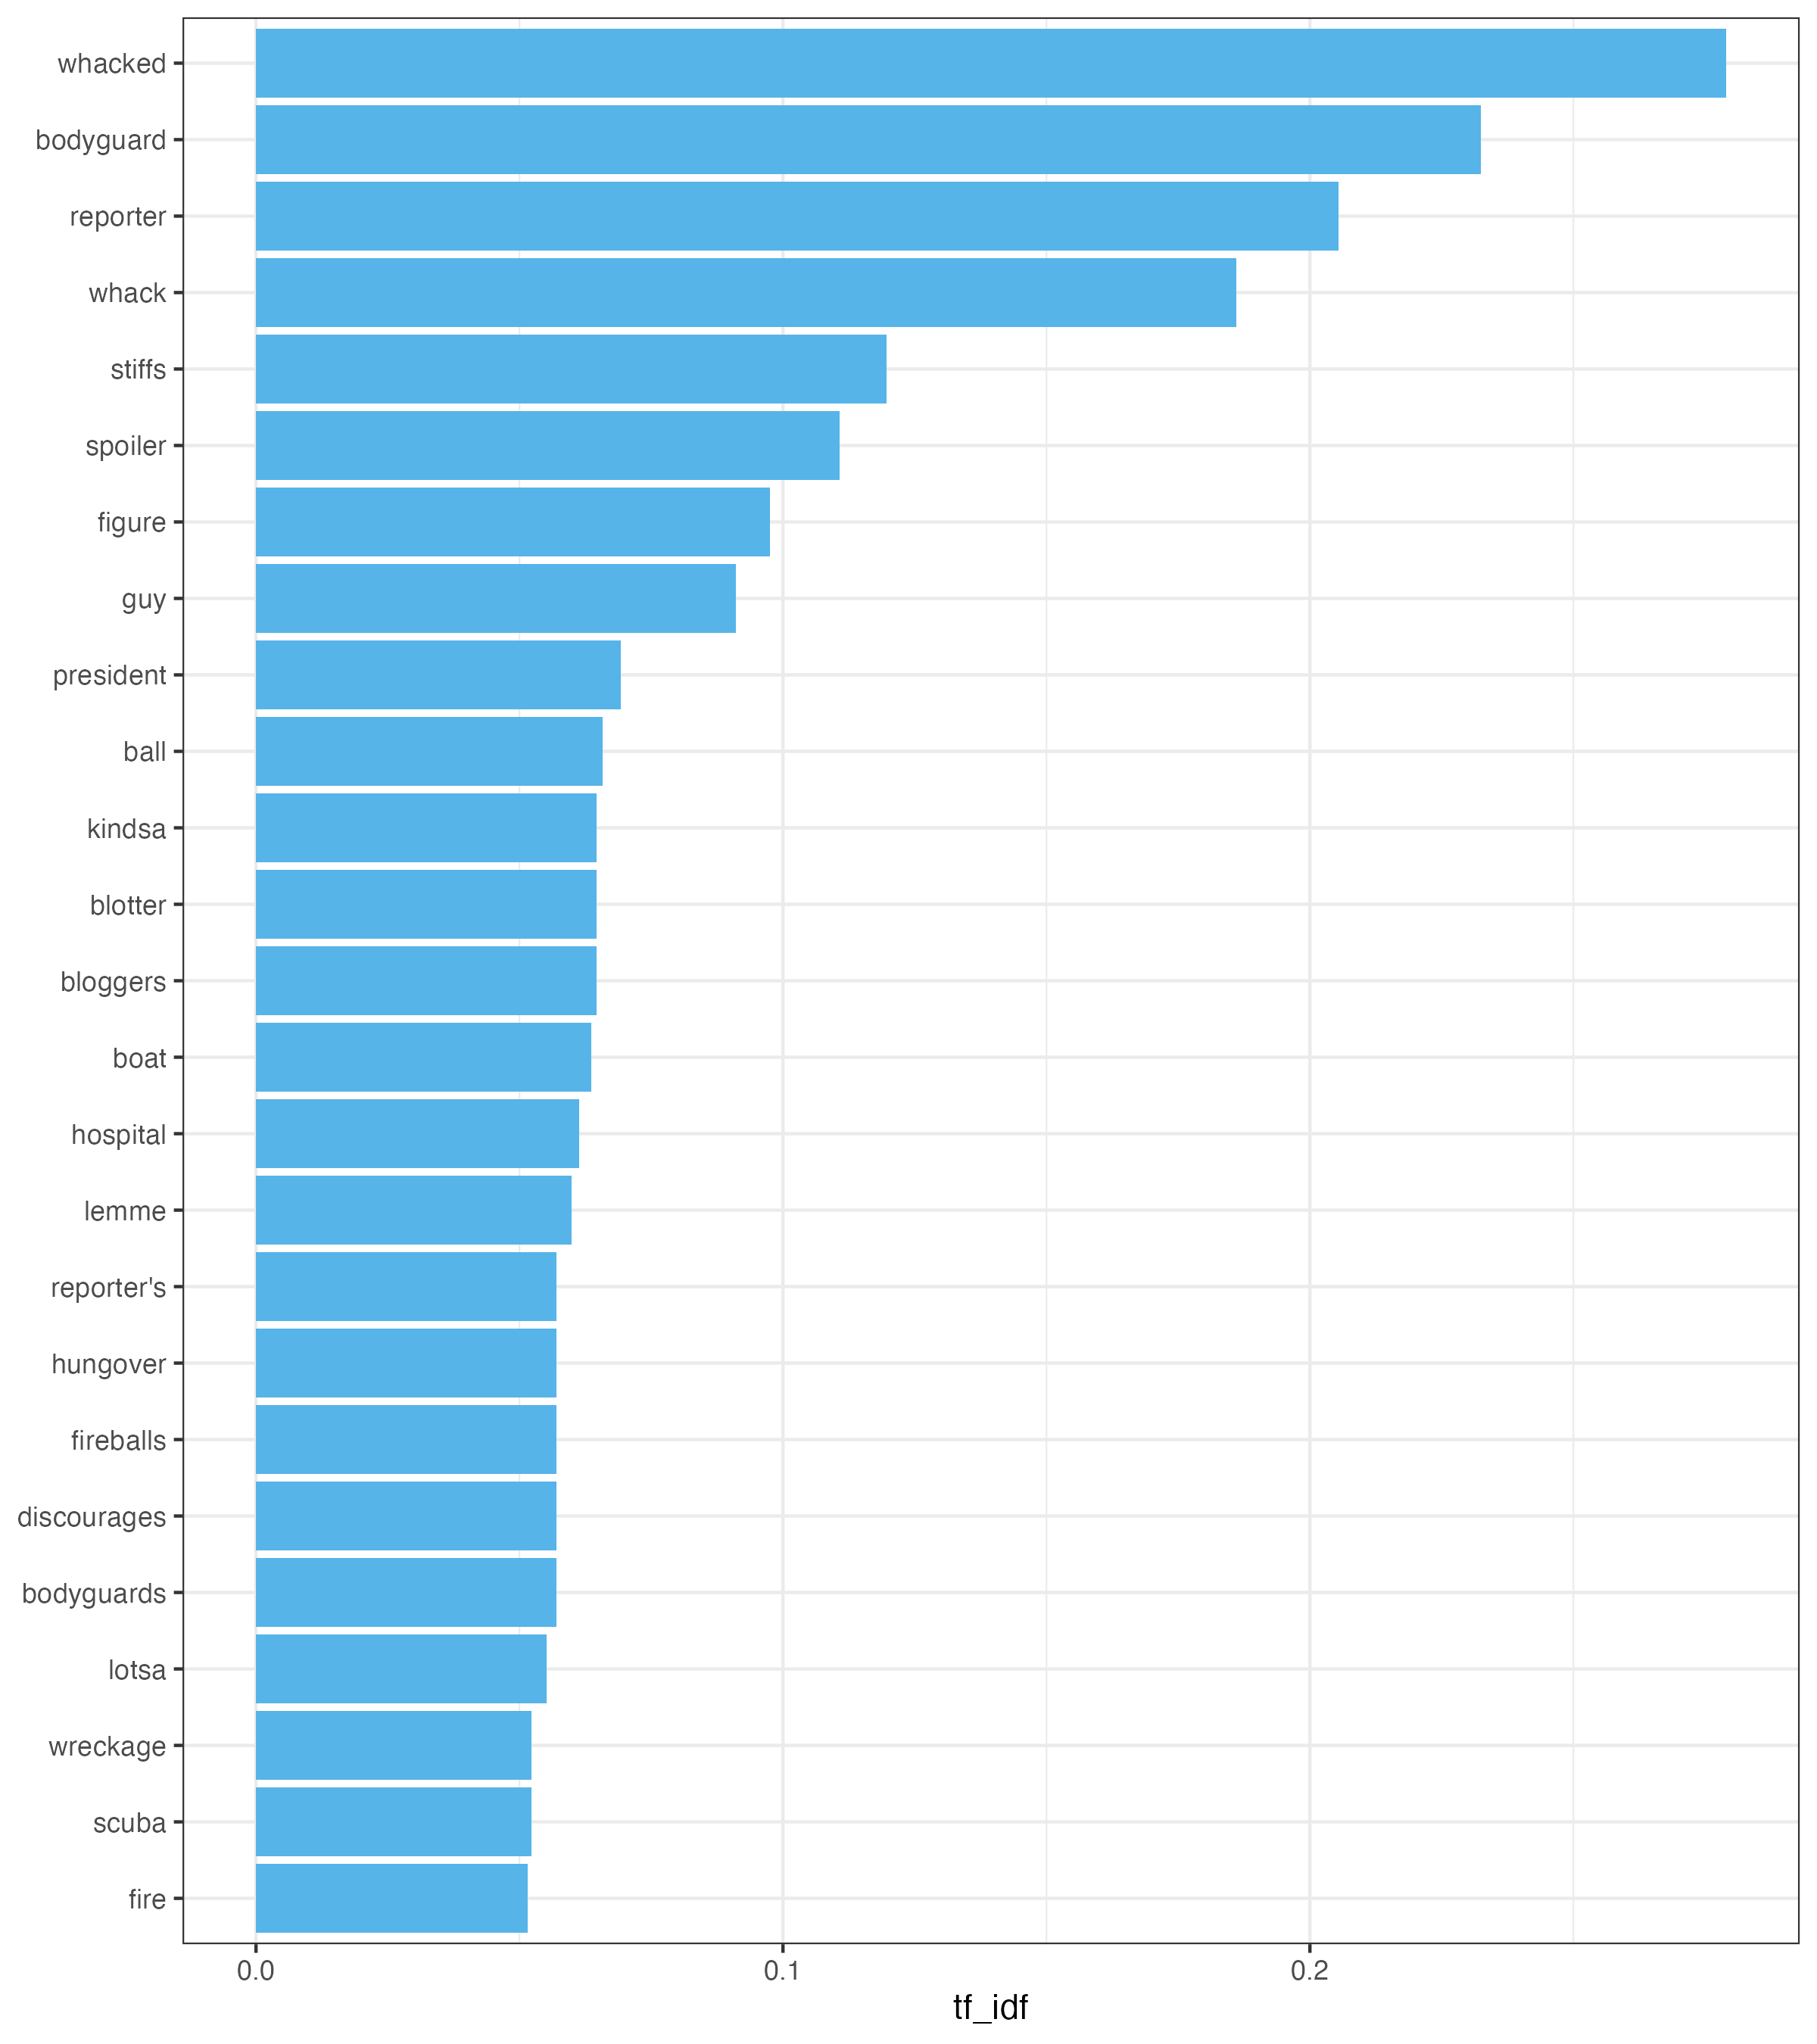 whacked
bodyguard
reporter
whack
stiffs
spoiler
figure
guy
president
ball
kindsa
blotter
bloggers
boat
hospital
lemme
reporter's
hungover
fireballs
discourages
bodyguards
lotsa
wreckage
scuba
fire
0.0 0.1 0.2
tf_idf